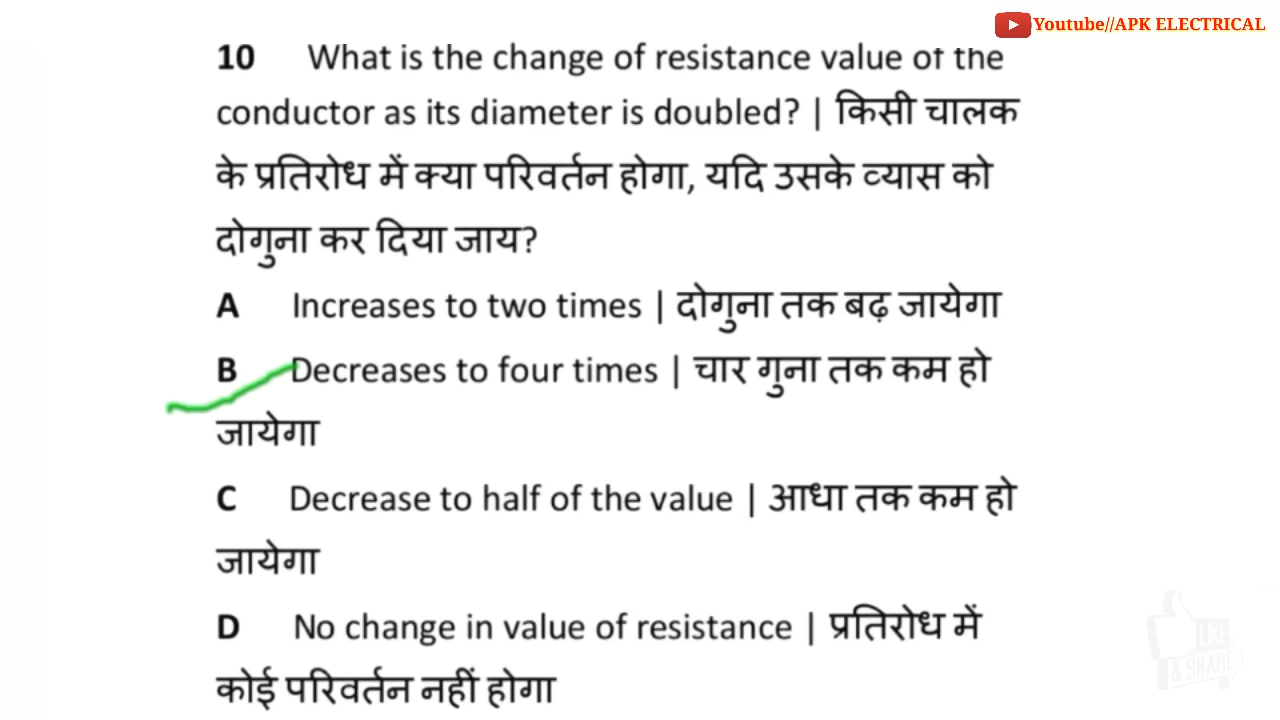 Youtube//APK ELECTRICAL
10 What is the change of resistance value of the
conductor as its diameter is doubled? | किसी चालक
के प्रतिरोध में क्या परिवर्तन होगा, यदि उसके व्यास को
दोगुना कर दिया जाय?
A Increases to two times | दोगुना तक बढ़ जायेगा
B Decreases to four times | चार गुना तक कम हो
जायेगा
C Decrease to half of the value | आधा तक कम हो
जायेगा
D No change in value of resistance | प्रतिरोध में
कोई परिवर्तन नहीं होगा
LIKE
& SHARE